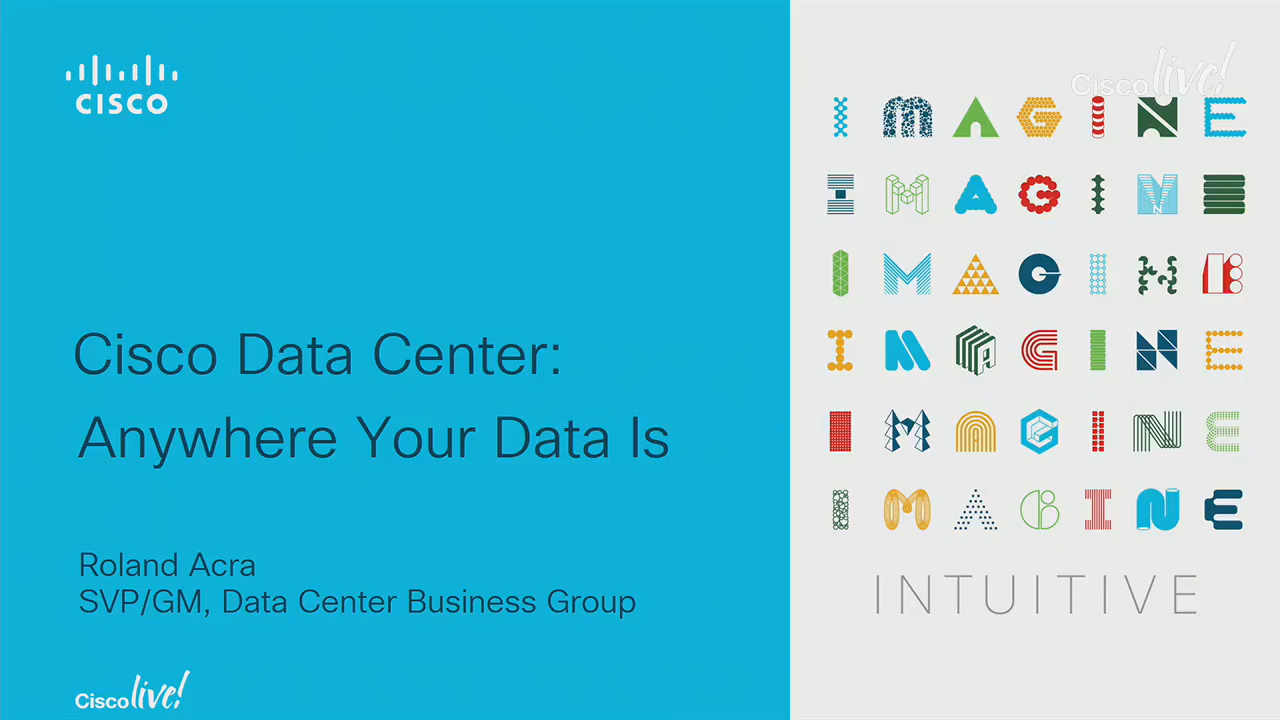 CISCO
Cisco Data Center:
Anywhere Your Data Is
Roland Acra
SVP/GM, Data Center Business Group
Cisco live!
Cisco live!
IMAGINE
IMAGINE
IMAGINE
IMAGINE
IMAGINE
IMAGINE
INTUITIVE